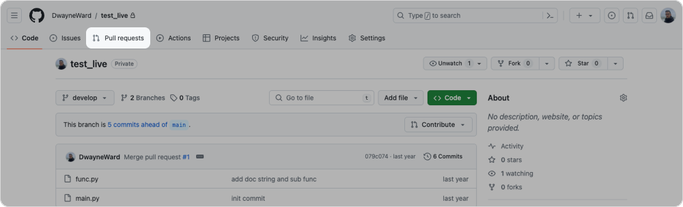 DwayneWard / test_live
Type / to search
Code Issues Pull requests Actions Projects Security Insights Settings
test_live Private Unwatch 1 Fork 0 Star 0
develop 2 Branches 0 Tags Go to file t Add file Code About
No description, website, or topics
provided.
This branch is 5 commits ahead of main . Contribute
Activity
DwayneWard Merge pull request #1 079c074 · last year 6 Commits
0 stars
1 watching
func.py add doc string and sub func last year
0 forks
main.py init commit last year